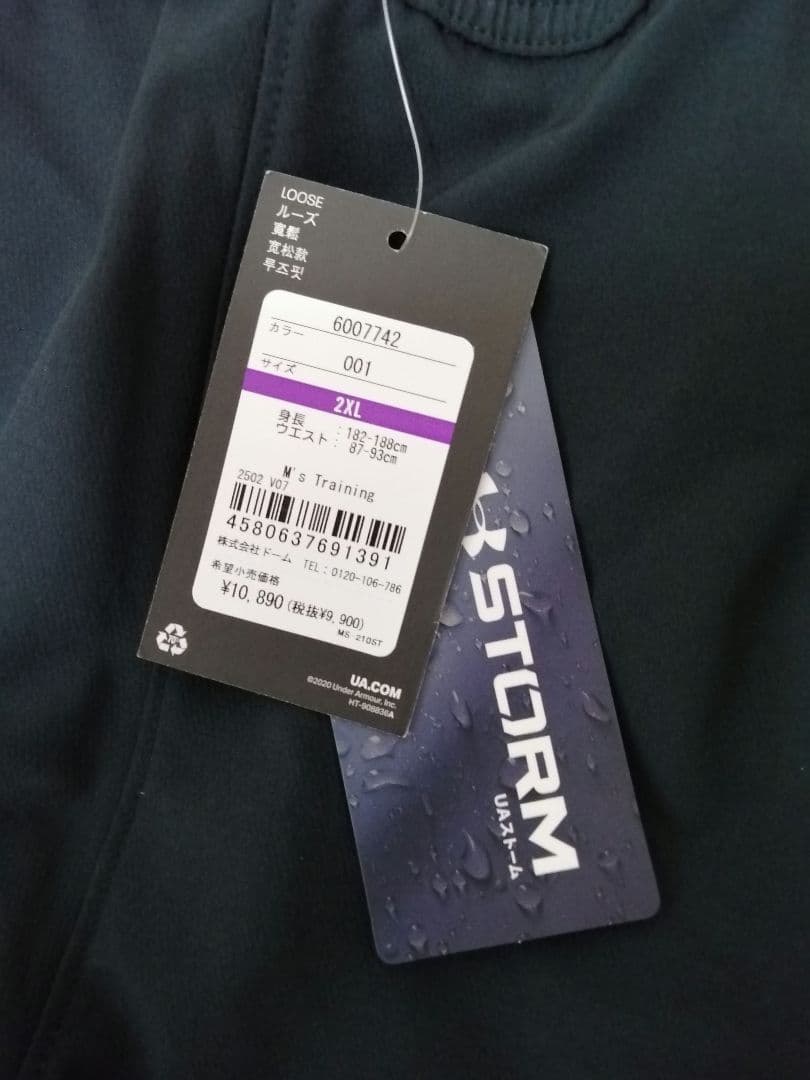 LOOSE
ルーズ
寬鬆
宽松款
루즈핏
6007742
カラー
001
サイズ
2XL
身長 : 182-188cm
ウエスト : 87-93cm
M's Training
2502 V07
4580637691391
株式会社ドーム TEL:0120-106-786
希望小売価格
¥10,890(税抜¥9,900)
MS-210ST
UA.COM
©2020 Under Armour, Inc.
HT-908836A
STORM
UAストーム